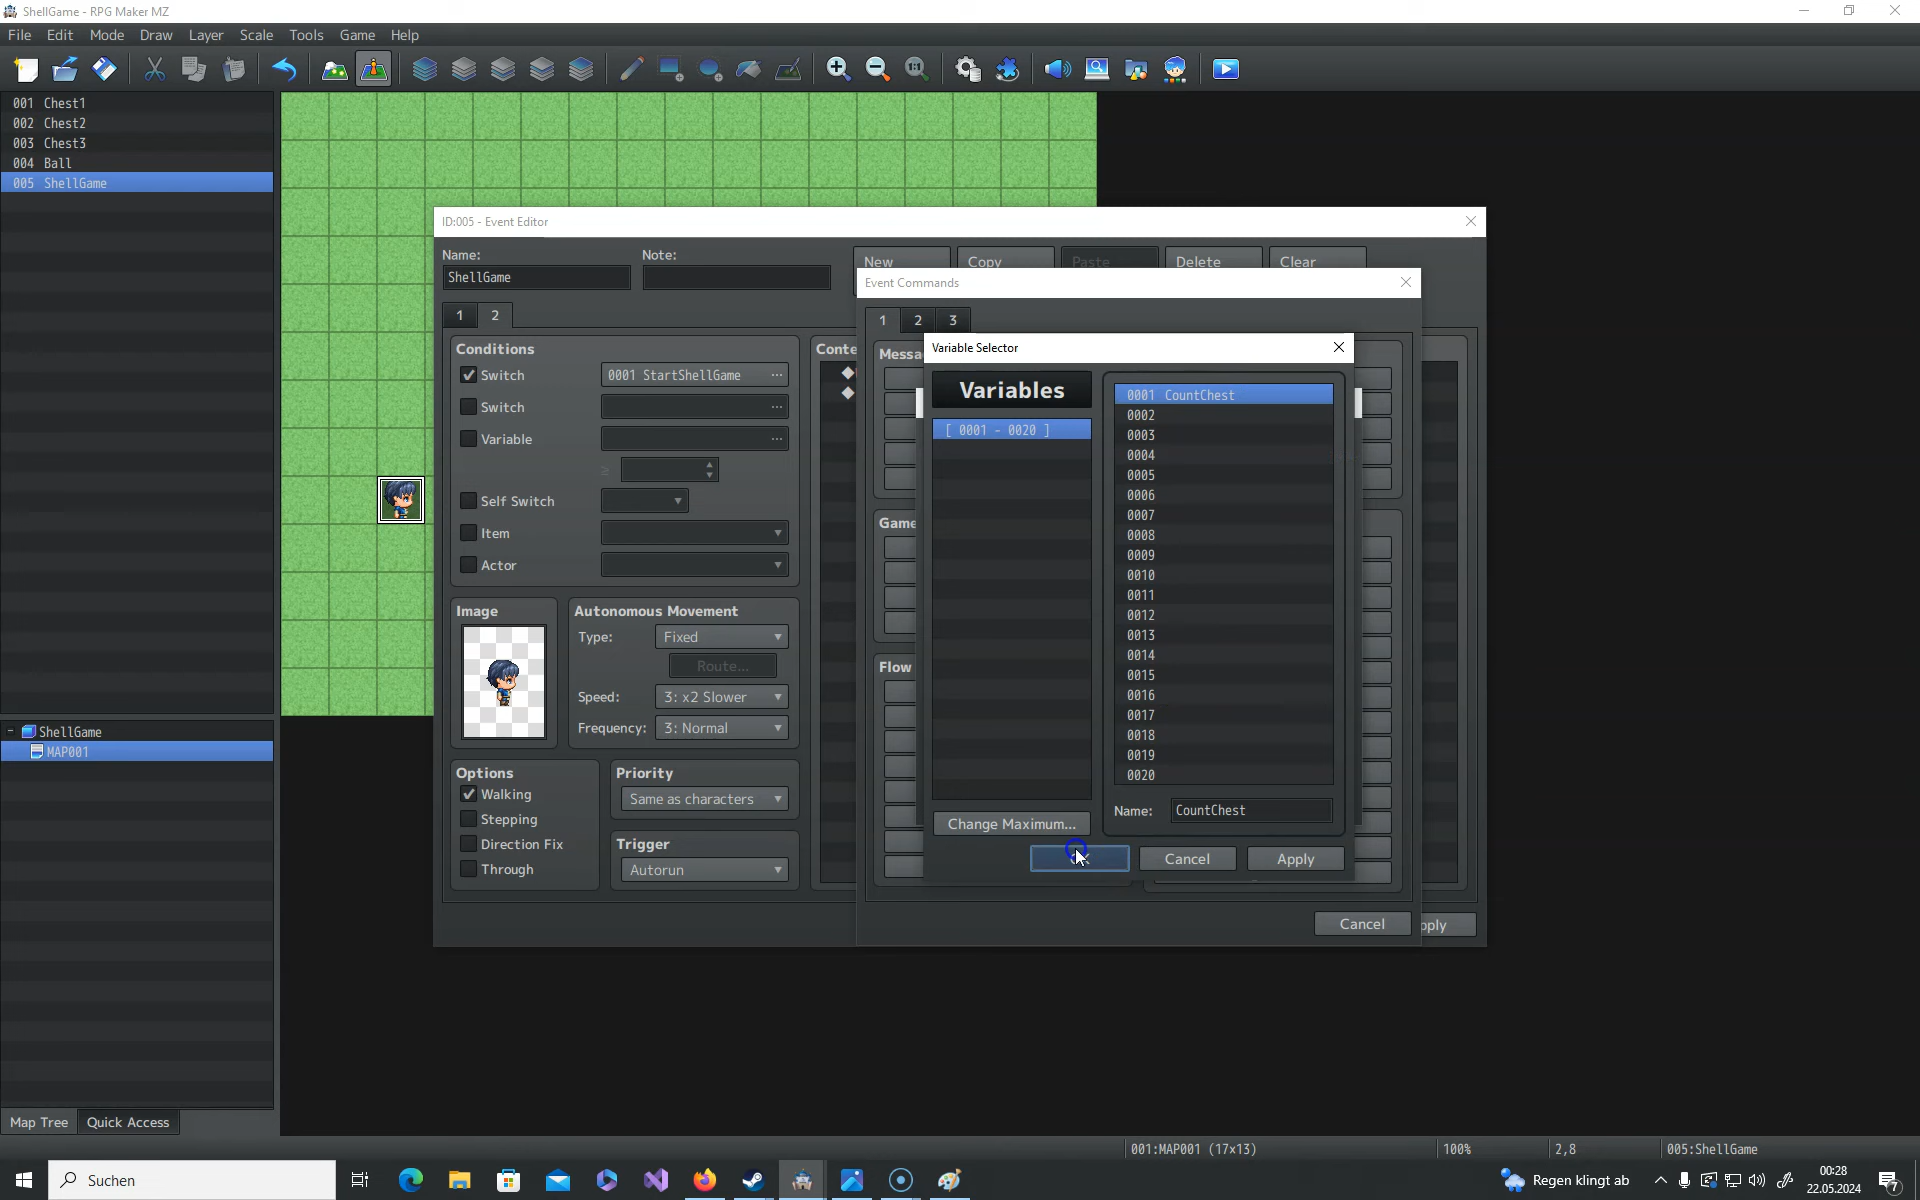 ShellGame - RPG Maker MZ
File Edit Mode Draw Layer Scale Tools Game Help
001 Chest1
002 Chest2
003 Chest3
004 Ball
005 ShellGame
ID:005 - Event Editor
Name:
Note:
ShellGame
New Copy Paste Delete Clear
1 2
Conditions
Switch 0001 StartShellGame ...
Switch ...
Variable ...
≥
Self Switch
Item
Actor
Image
Autonomous Movement
Type: Fixed
Route...
Speed: 3: x2 Slower
Frequency: 3: Normal
Options
Walking
Stepping
Direction Fix
Through
Priority
Same as characters
Trigger
Autorun
Conte
Event Commands
1 2 3
Messa
Game
Flow
Variable Selector
Variables
[ 0001 - 0020 ]
0001 CountChest
0002
0003
0004
0005
0006
0007
0008
0009
0010
0011
0012
0013
0014
0015
0016
0017
0018
0019
0020
Change Maximum...
Name: CountChest
Cancel Apply
Cancel
pply
ShellGame
MAP001
Map Tree Quick Access
001:MAP001 (17x13) 100% 2,8 005:ShellGame
Suchen
Regen klingt ab
00:28
22.05.2024
7